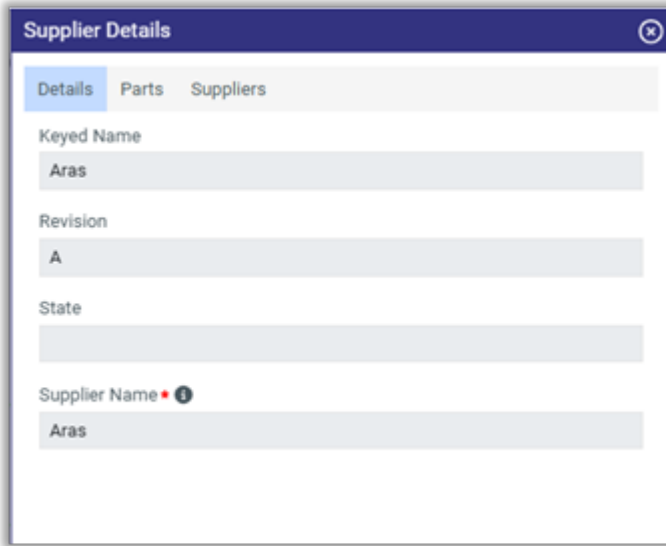 Supplier Details
Details Parts Suppliers
Keyed Name
Aras
Revision
A
State
Supplier Name
Aras